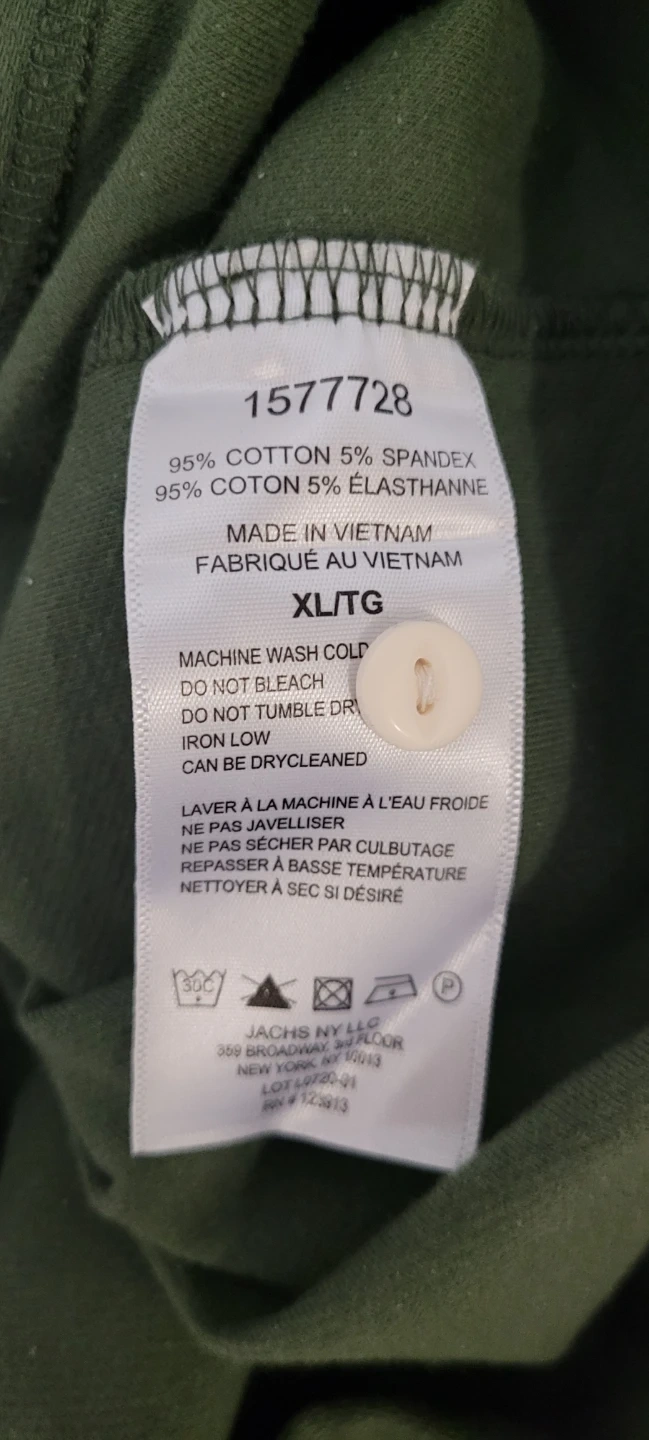 1577728
95% COTTON 5% SPANDEX
95% COTON 5% ÉLASTHANNE
MADE IN VIETNAM
FABRIQUÉ AU VIETNAM
XL/TG
MACHINE WASH COLD
DO NOT BLEACH
DO NOT TUMBLE DRY
IRON LOW
CAN BE DRYCLEANED
LAVER À LA MACHINE À L'EAU FROIDE
NE PAS JAVELLISER
NE PAS SÉCHER PAR CULBUTAGE
REPASSER À BASSE TEMPÉRATURE
NETTOYER À SEC SI DÉSIRÉ
30C
P
JACHS NY LLC
359 BROADWAY, 3rd FLOOR
NEW YORK, NY 10013
LOT
RN #